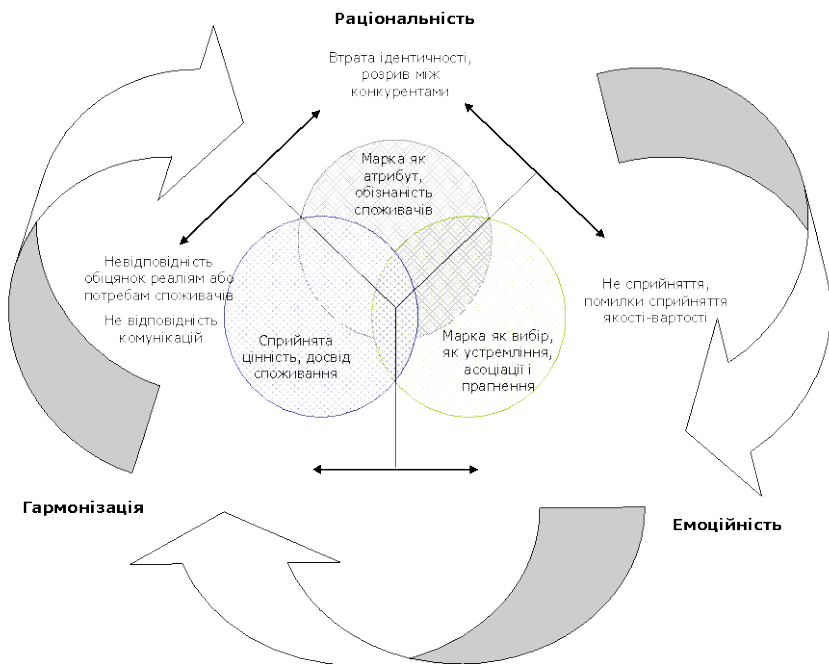 Раціональність
Втрата ідентичності,
розрив між
конкурентами
Марка як
атрибут,
обізнаність
споживачів
Невідповідність
обіцянок реаліям або
потребам споживачів
Не відповідність
комунікацій
Сприйнята
цінність, досвід
споживання
Марка як вибір,
як устремління,
асоціації і
прагнення
Не сприйняття,
помилки сприйняття
якості-вартості
Гармонізація
Емоційність